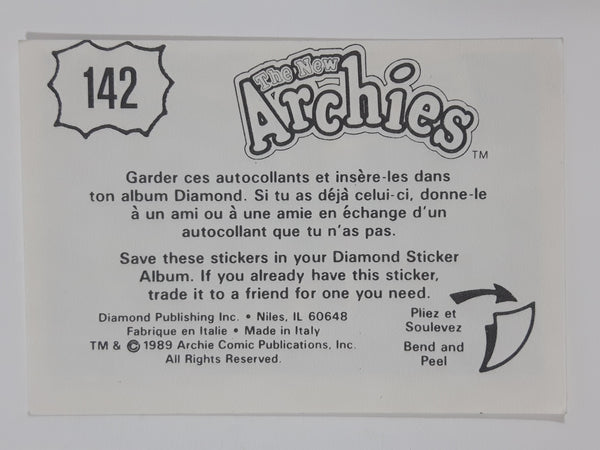 142
The New
Archies
TM
Garder ces autocollants et insère-les dans
ton album Diamond. Si tu as déjà celui-ci, donne-le
à un ami ou à une amie en échange d'un
autocollant que tu n'as pas.
Save these stickers in your Diamond Sticker
Album. If you already have this sticker,
trade it to a friend for one you need.
Diamond Publishing Inc. • Niles, IL 60648
Fabrique en Italie • Made in Italy
TM & © 1989 Archie Comic Publications, Inc.
All Rights Reserved.
Pliez et
Soulevez
Bend and
Peel